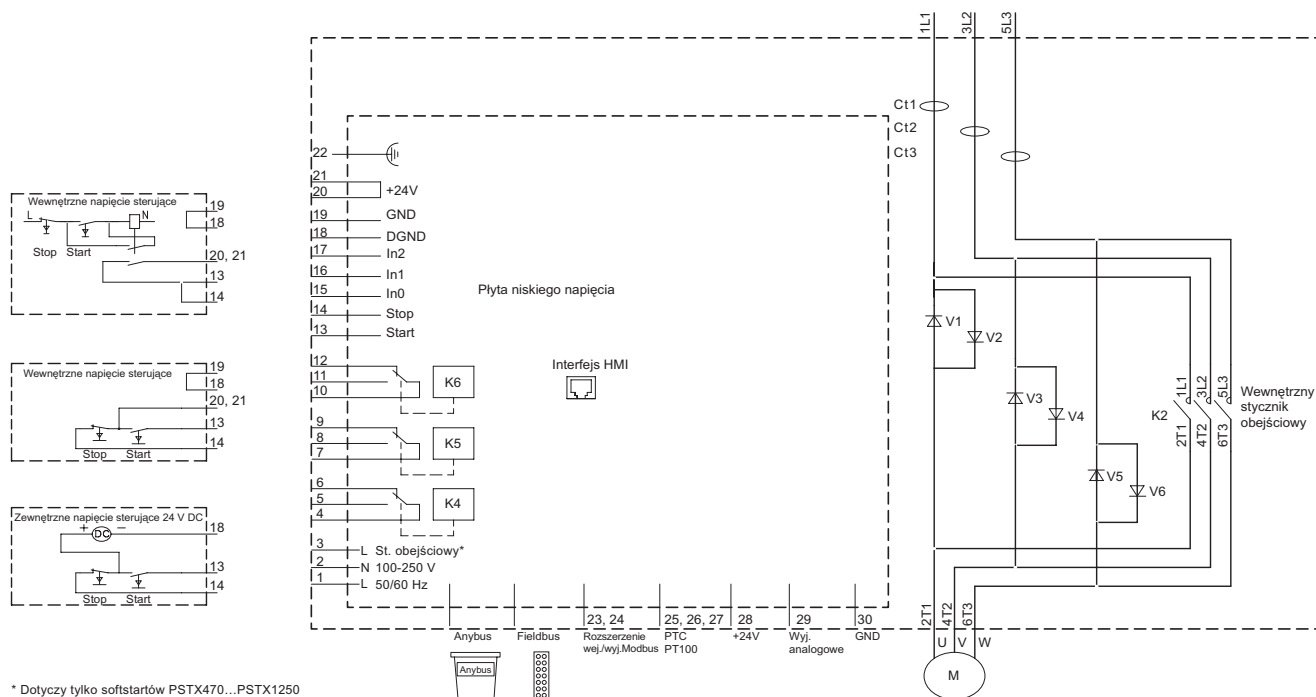 1L1
3L2
5L3
Ct1
Ct2
Ct3
Wewnętrzne napięcie sterujące
L
N
Stop
Start
19
18
20, 21
13
14
Wewnętrzne napięcie sterujące
19
18
20, 21
13
14
Stop
Start
Zewnętrzne napięcie sterujące 24 V DC
+
DC
–
18
13
14
Stop
Start
22
21
20
+24V
19
GND
18
DGND
17
In2
16
In1
15
In0
14
Stop
13
Start
Płyta niskiego napięcia
Interfejs HMI
12
11
10
K6
9
8
7
K5
6
5
4
K4
3
L St. obejściowy*
2
N 100-250 V
1
L 50/60 Hz
Anybus
Fieldbus
23, 24
Rozszerzenie
wej./wyj.Modbus
25, 26, 27
PTC
PT100
28
+24V
29
Wyj.
analogowe
30
GND
Anybus
V1
V2
V3
V4
V5
V6
K2
1L1
3L2
5L3
2T1
4T2
6T3
Wewnętrzny
stycznik
obejściowy
2T1
4T2
6T3
U
V
W
M
* Dotyczy tylko softstartów PSTX470...PSTX1250